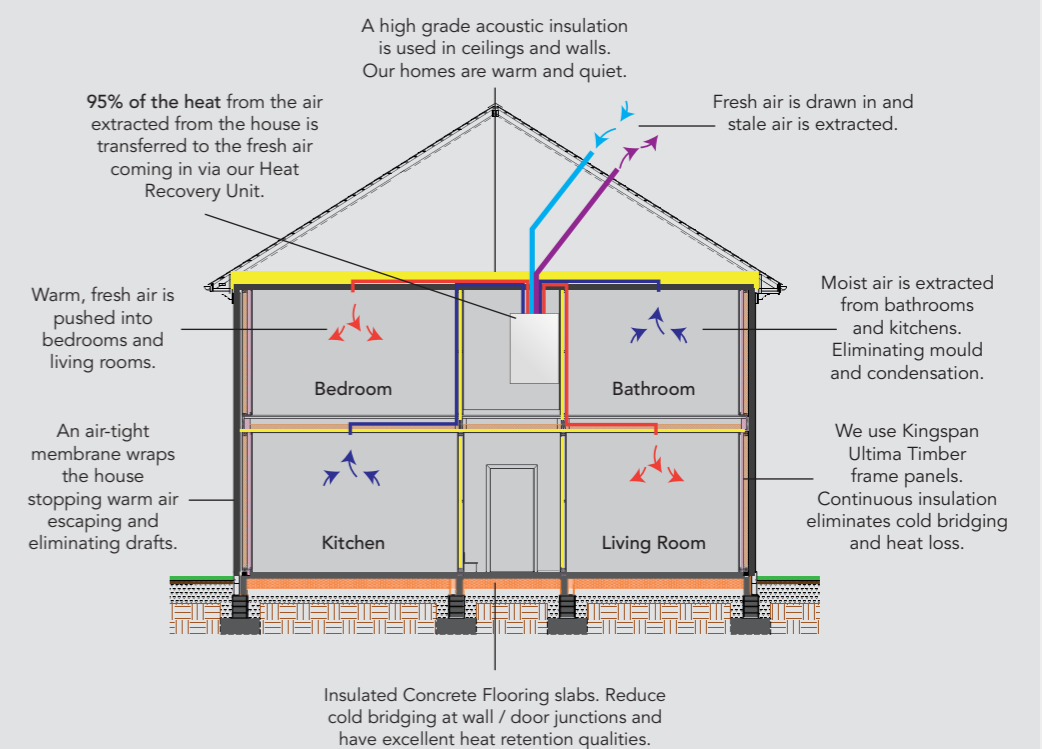 A high grade acoustic insulation
is used in ceilings and walls.
Our homes are warm and quiet.
95% of the heat from the air
extracted from the house is
transferred to the fresh air
coming in via our Heat
Recovery Unit.
Fresh air is drawn in and
stale air is extracted.
Warm, fresh air is
pushed into
bedrooms and
living rooms.
Moist air is extracted
from bathrooms
and kitchens.
Eliminating mould
and condensation.
Bedroom
Bathroom
An air-tight
membrane wraps
the house
stopping warm air
escaping and
eliminating drafts.
We use Kingspan
Ultima Timber
frame panels.
Continuous insulation
eliminates cold bridging
and heat loss.
Kitchen
Living Room
Insulated Concrete Flooring slabs. Reduce
cold bridging at wall / door junctions and
have excellent heat retention qualities.